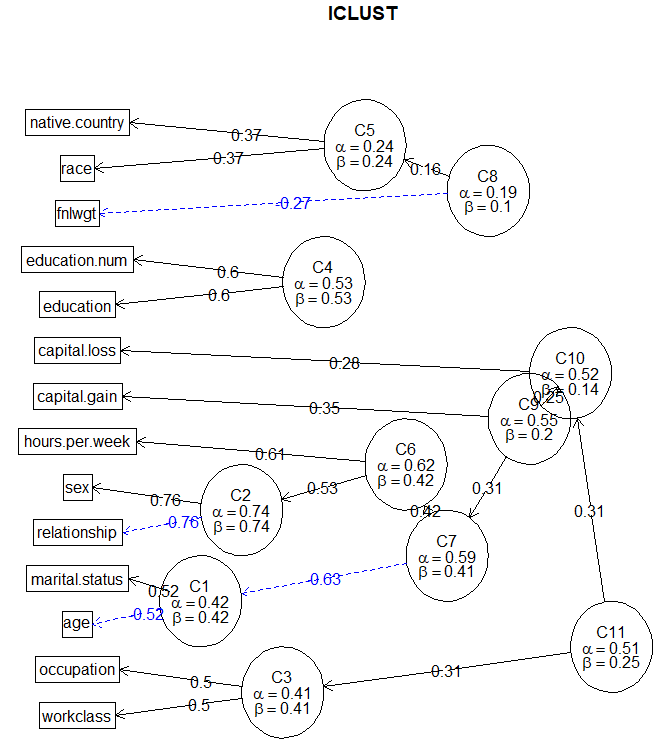 ICLUST
native.country
race
fnlwgt
education.num
education
capital.loss
capital.gain
hours.per.week
sex
relationship
marital.status
age
occupation
workclass
0.37
0.37
C5
α = 0.24
β = 0.24
0.16
C8
α = 0.19
β = 0.1
-0.27
0.6
0.6
C4
α = 0.53
β = 0.53
0.28
C10
α = 0.52
β = 0.14
0.25
0.35
C9
α = 0.55
β = 0.2
0.61
C6
α = 0.62
β = 0.42
0.53
0.76
-0.76
C2
α = 0.74
β = 0.74
0.31
0.42
C7
α = 0.59
β = 0.41
-0.63
0.52
-0.52
C1
α = 0.42
β = 0.42
0.31
C11
α = 0.51
β = 0.25
0.31
0.5
0.5
C3
α = 0.41
β = 0.41